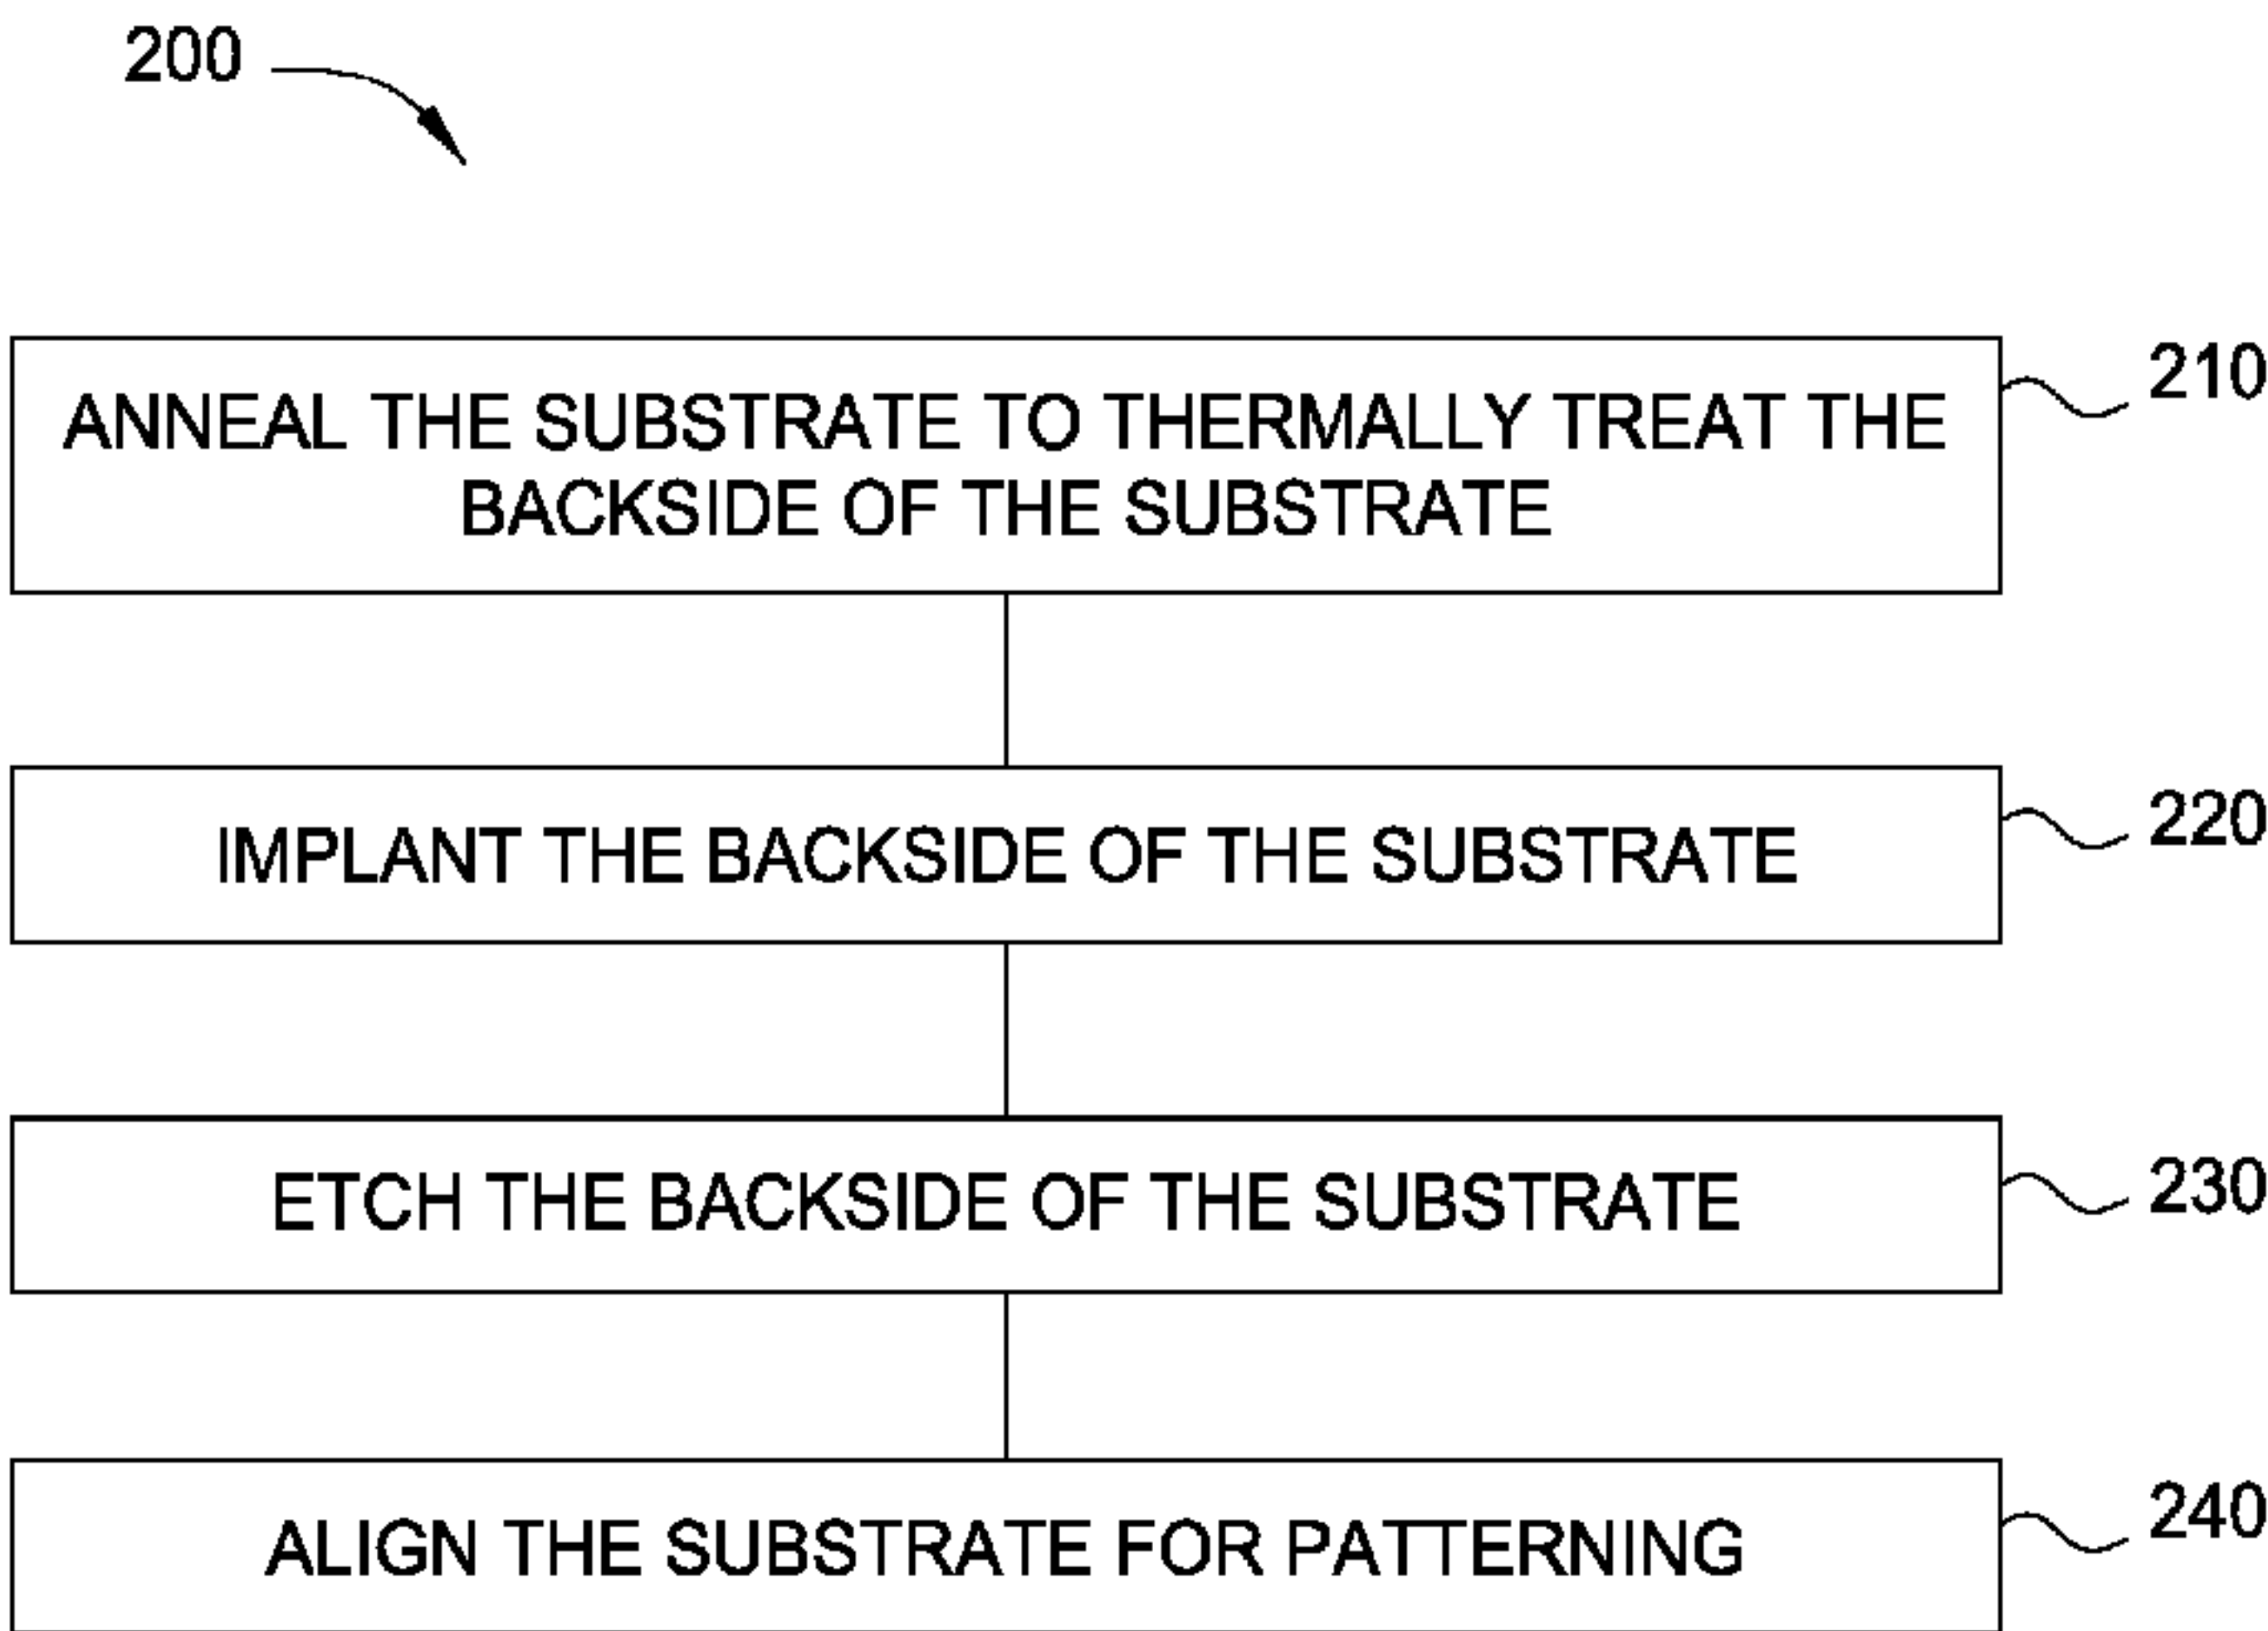 200
ANNEAL THE SUBSTRATE TO THERMALLY TREAT THE
BACKSIDE OF THE SUBSTRATE
210
IMPLANT THE BACKSIDE OF THE SUBSTRATE
220
ETCH THE BACKSIDE OF THE SUBSTRATE
230
ALIGN THE SUBSTRATE FOR PATTERNING
240